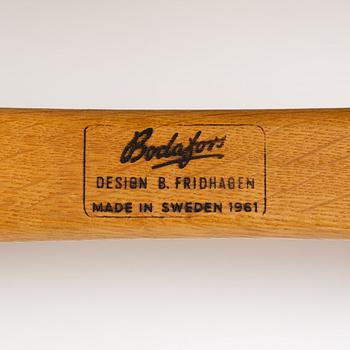 Bodafors
DESIGN B. FRIDHAGEN
MADE IN SWEDEN 1961